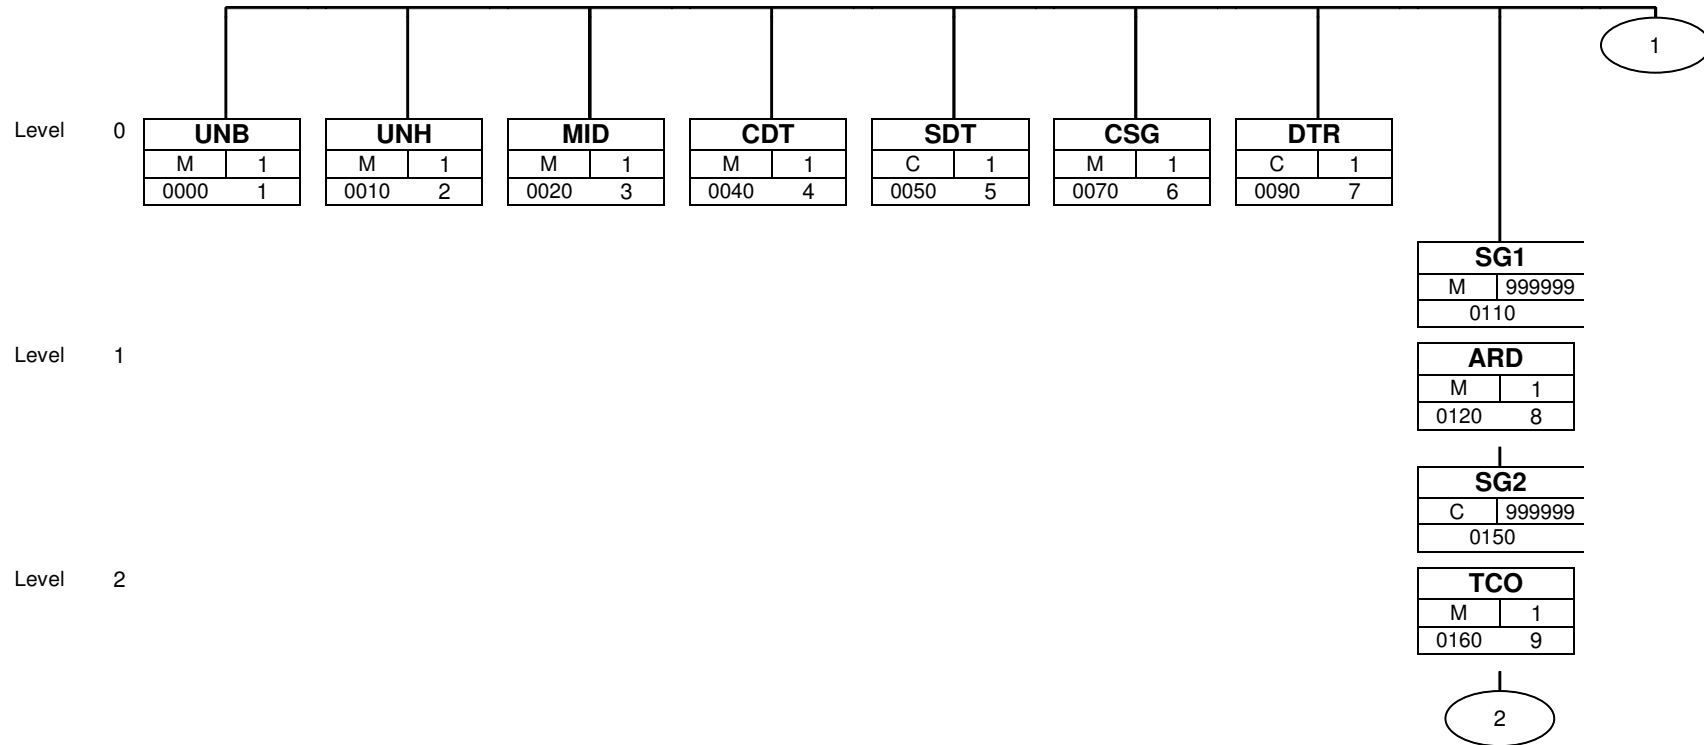 1
Level 0 UNB UNH MID CDT SDT CSG DTR
M 1 M 1 M 1 M 1 C 1 M 1 C 1
0000 1 0010 2 0020 3 0040 4 0050 5 0070 6 0090 7
SG1
M 999999
0110
Level 1 ARD
M 1
0120 8
SG2
C 999999
0150
Level 2 TCO
M 1
0160 9
2